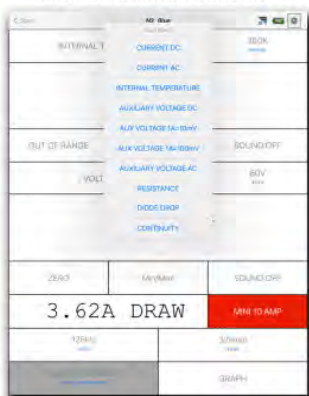 INTERNAL T
300K
CURRENT DC
CURRENT AC
INTERNAL TEMPERATURE
AUXILIARY VOLTAGE DC
AUX VOLTAGE 1A=10mV
AUX VOLTAGE 1A=100mV
AUXILIARY VOLTAGE AC
RESISTANCE
DIODE DROP
CONTINUITY
OUT OF RANGE
SOUND:OFF
VOLT
60V
ZERO
Min/Max
SOUND:OFF
3.62A DRAW
MINI 10 AMP
125Hz
GRAPH